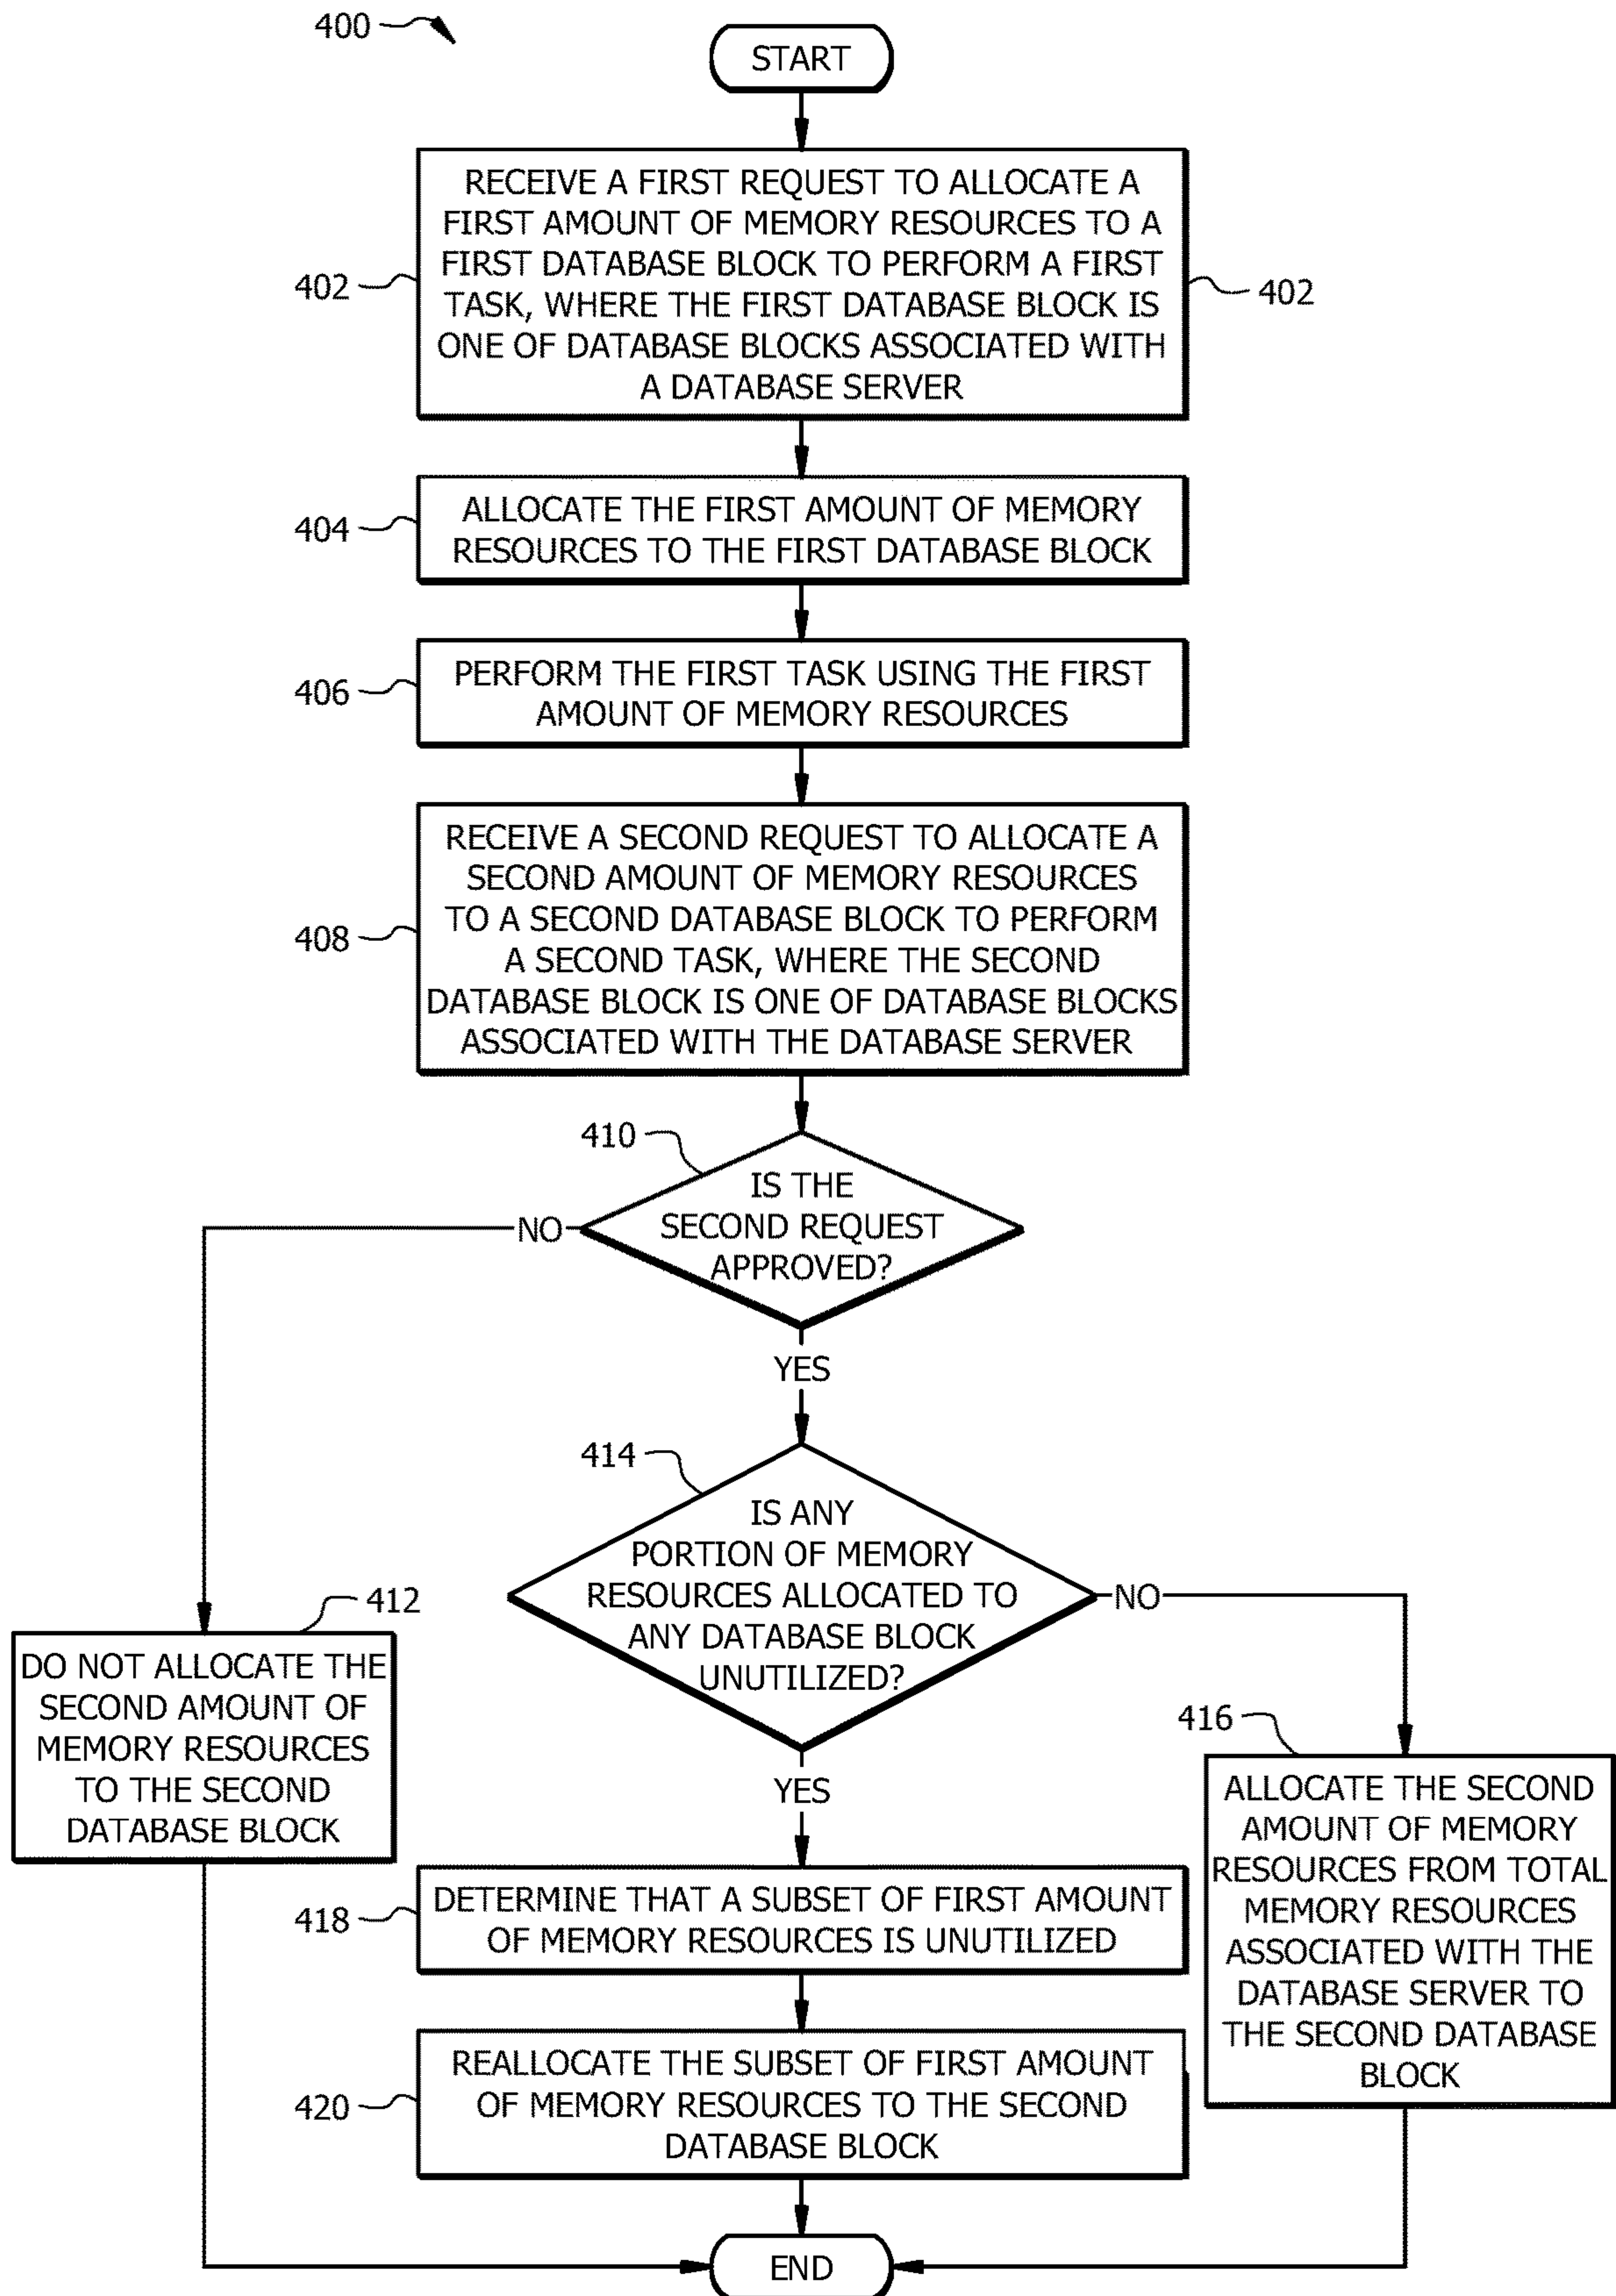 400
START
RECEIVE A FIRST REQUEST TO ALLOCATE A
FIRST AMOUNT OF MEMORY RESOURCES TO A
FIRST DATABASE BLOCK TO PERFORM A FIRST
TASK, WHERE THE FIRST DATABASE BLOCK IS
ONE OF DATABASE BLOCKS ASSOCIATED WITH
A DATABASE SERVER
402
402
404
ALLOCATE THE FIRST AMOUNT OF MEMORY
RESOURCES TO THE FIRST DATABASE BLOCK
406
PERFORM THE FIRST TASK USING THE FIRST
AMOUNT OF MEMORY RESOURCES
408
RECEIVE A SECOND REQUEST TO ALLOCATE A
SECOND AMOUNT OF MEMORY RESOURCES
TO A SECOND DATABASE BLOCK TO PERFORM
A SECOND TASK, WHERE THE SECOND
DATABASE BLOCK IS ONE OF DATABASE BLOCKS
ASSOCIATED WITH THE DATABASE SERVER
410
IS THE
SECOND REQUEST
APPROVED?
NO
YES
412
DO NOT ALLOCATE THE
SECOND AMOUNT OF
MEMORY RESOURCES
TO THE SECOND
DATABASE BLOCK
414
IS ANY
PORTION OF MEMORY
RESOURCES ALLOCATED TO
ANY DATABASE BLOCK
UNUTILIZED?
NO
YES
416
ALLOCATE THE SECOND
AMOUNT OF MEMORY
RESOURCES FROM TOTAL
MEMORY RESOURCES
ASSOCIATED WITH THE
DATABASE SERVER TO
THE SECOND DATABASE
BLOCK
418
DETERMINE THAT A SUBSET OF FIRST AMOUNT
OF MEMORY RESOURCES IS UNUTILIZED
420
REALLOCATE THE SUBSET OF FIRST AMOUNT
OF MEMORY RESOURCES TO THE SECOND
DATABASE BLOCK
END